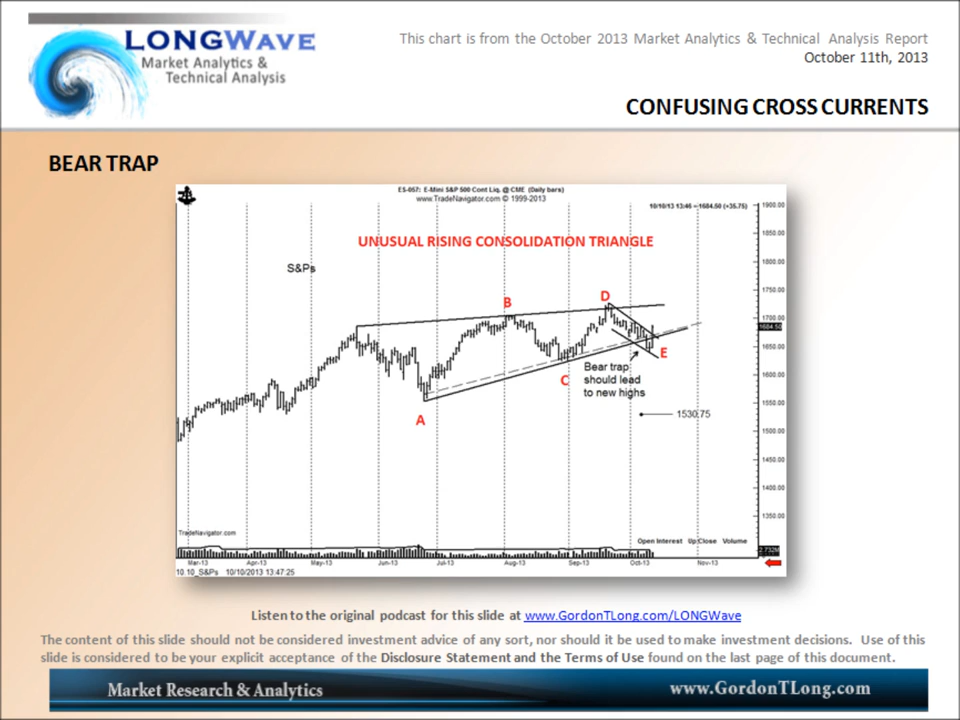 LONGWAVE
Market Analytics &
Technical Analysis
This chart is from the October 2013 Market Analytics & Technical Analysis Report
October 11th, 2013
CONFUSING CROSS CURRENTS
BEAR TRAP
ES-067: E-Mini S&P 500 Cont Liq. @ CME (Daily bars)
www.TradeNavigator.com © 1999-2013
10/10/13 13:46 = 1684.50 (+35.75)
UNUSUAL RISING CONSOLIDATION TRIANGLE
S&Ps
1900.00
1850.00
1800.00
1750.00
1700.00
1684.50
1650.00
1600.00
1550.00
1500.00
1450.00
1400.00
1350.00
A
B
C
D
E
Bear trap
should lead
to new highs
1530.75
TradeNavigator.com
Open Interest Up Close Volume
2.732M
Mar-13 Apr-13 May-13 Jun-13 Jul-13 Aug-13 Sep-13 Oct-13 Nov-13
10.10_S&Ps 10/10/2013 13:47:25
Listen to the original podcast for this slide at www.GordonTLong.com/LONGWave
The content of this slide should not be considered investment advice of any sort, nor should it be used to make investment decisions. Use of this
slide is considered to be your explicit acceptance of the Disclosure Statement and the Terms of Use found on the last page of this document.
Market Research & Analytics
www.GordonTLong.com